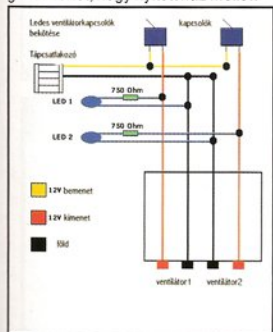 Ledes ventilátorkapcsolók
bekötése
kapcsolók
Tápcsatlakozó
750 Ohm
LED 1
750 Ohm
LED 2
12V bemenet
12V kimenet
föld
ventilátor1 ventilátor2